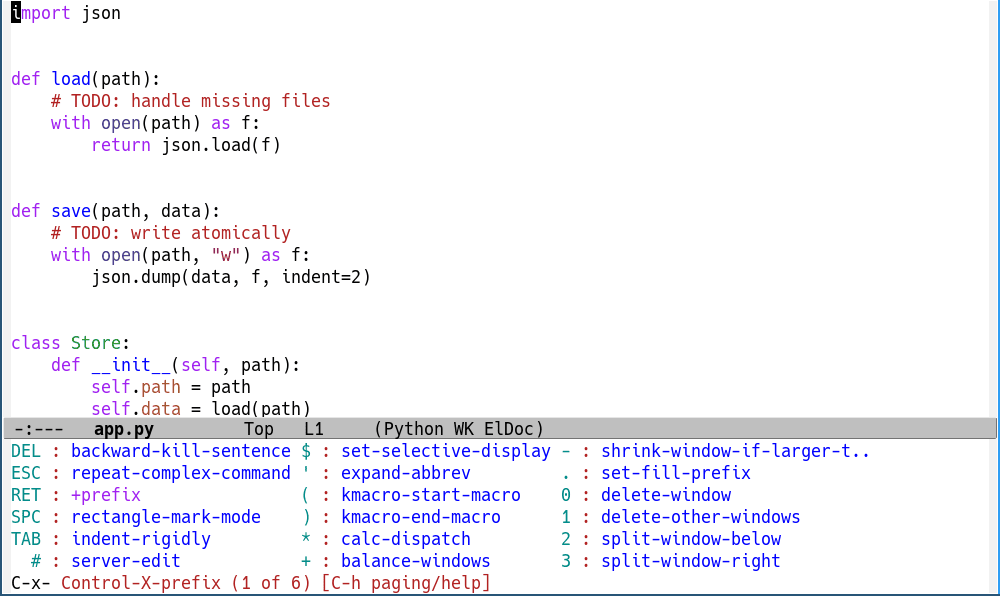 import json
def load(path):
    # TODO: handle missing files
    with open(path) as f:
        return json.load(f)
def save(path, data):
    # TODO: write atomically
    with open(path, "w") as f:
        json.dump(data, f, indent=2)
class Store:
    def __init__(self, path):
        self.path = path
        self.data = load(path)
-:---   app.py         Top   L1     (Python WK ElDoc)
DEL : backward-kill-sentence $ : set-selective-display - : shrink-window-if-larger-t..
ESC : repeat-complex-command ' : expand-abbrev         . : set-fill-prefix
RET : +prefix                ( : kmacro-start-macro    0 : delete-window
SPC : rectangle-mark-mode    ) : kmacro-end-macro      1 : delete-other-windows
TAB : indent-rigidly         * : calc-dispatch         2 : split-window-below
  # : server-edit            + : balance-windows       3 : split-window-right
C-x- Control-X-prefix (1 of 6) [C-h paging/help]